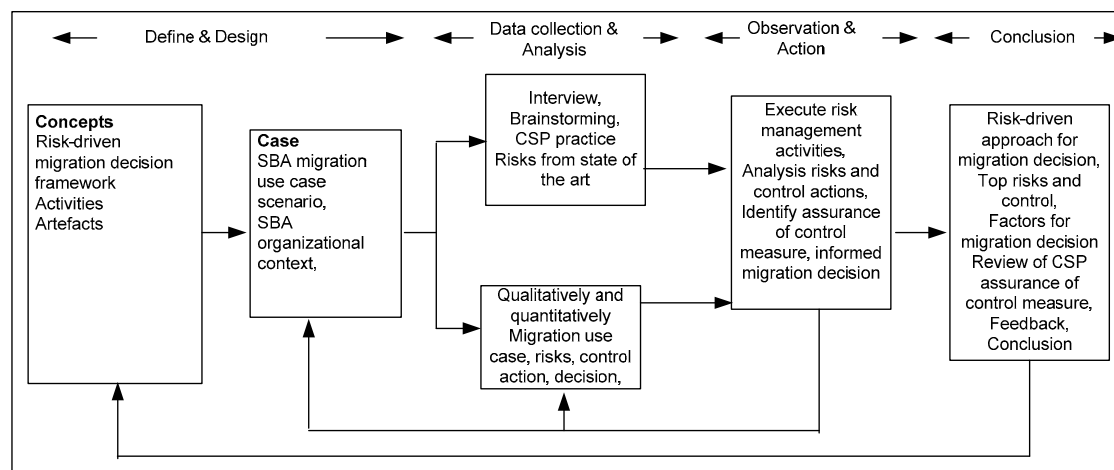 Define & Design
Data collection
& Analysis
Observation &
Action
Conclusion
Concepts
Risk-driven
migration decision
framework
Activities
Artefacts
Case
SBA migration
use case
scenario,
SBA
organizational
context,
Interview,
Brainstorming,
CSP practice
Risks from state of
the art
Qualitatively and
quantitatively
Migration use
case, risks, control
action, decision,
Execute risk
management
activities,
Analysis risks and
control actions,
Identify assurance
of control
measure, informed
migration decision
Risk-driven
approach for
migration decision,
Top risks and
control,
Factors for
migration decision
Review of CSP
assurance of
control measure,
Feedback,
Conclusion